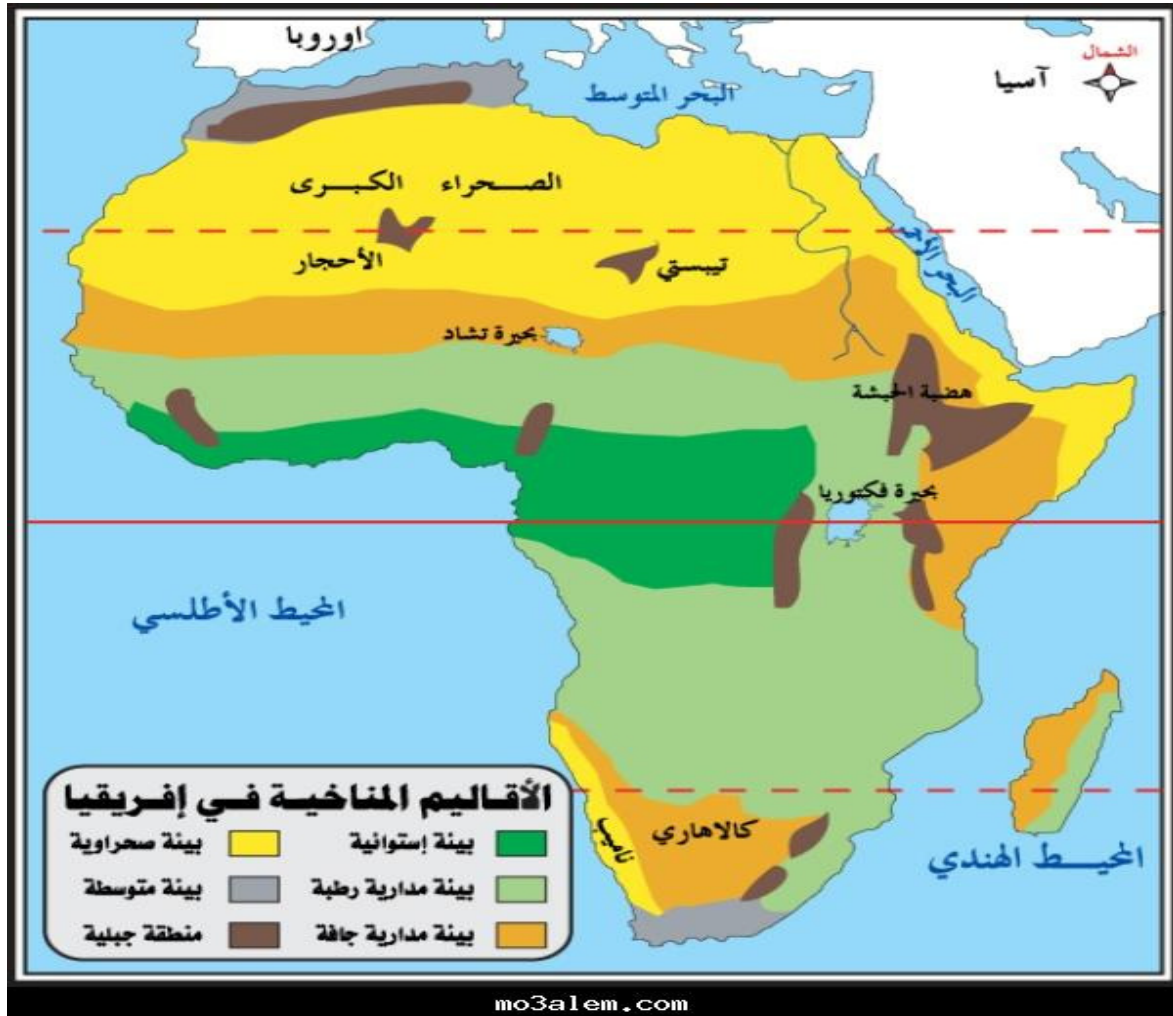 اوروبا
الشمال
آسيا
البحر المتوسط
الصحراء الكبرى
البحر الأحمر
الأحجار
تيبستي
بحيرة تشاد
هضبة الحبشة
بحيرة فكتوريا
المحيط الأطلسي
كالاهاري
ناميب
المحيط الهندي
الأقاليم المناخية في إفريقيا
بيئة إستوائية
بيئة صحراوية
بيئة مدارية رطبة
بيئة متوسطة
بيئة مدارية جافة
منطقة جبلية
mo3alem.com